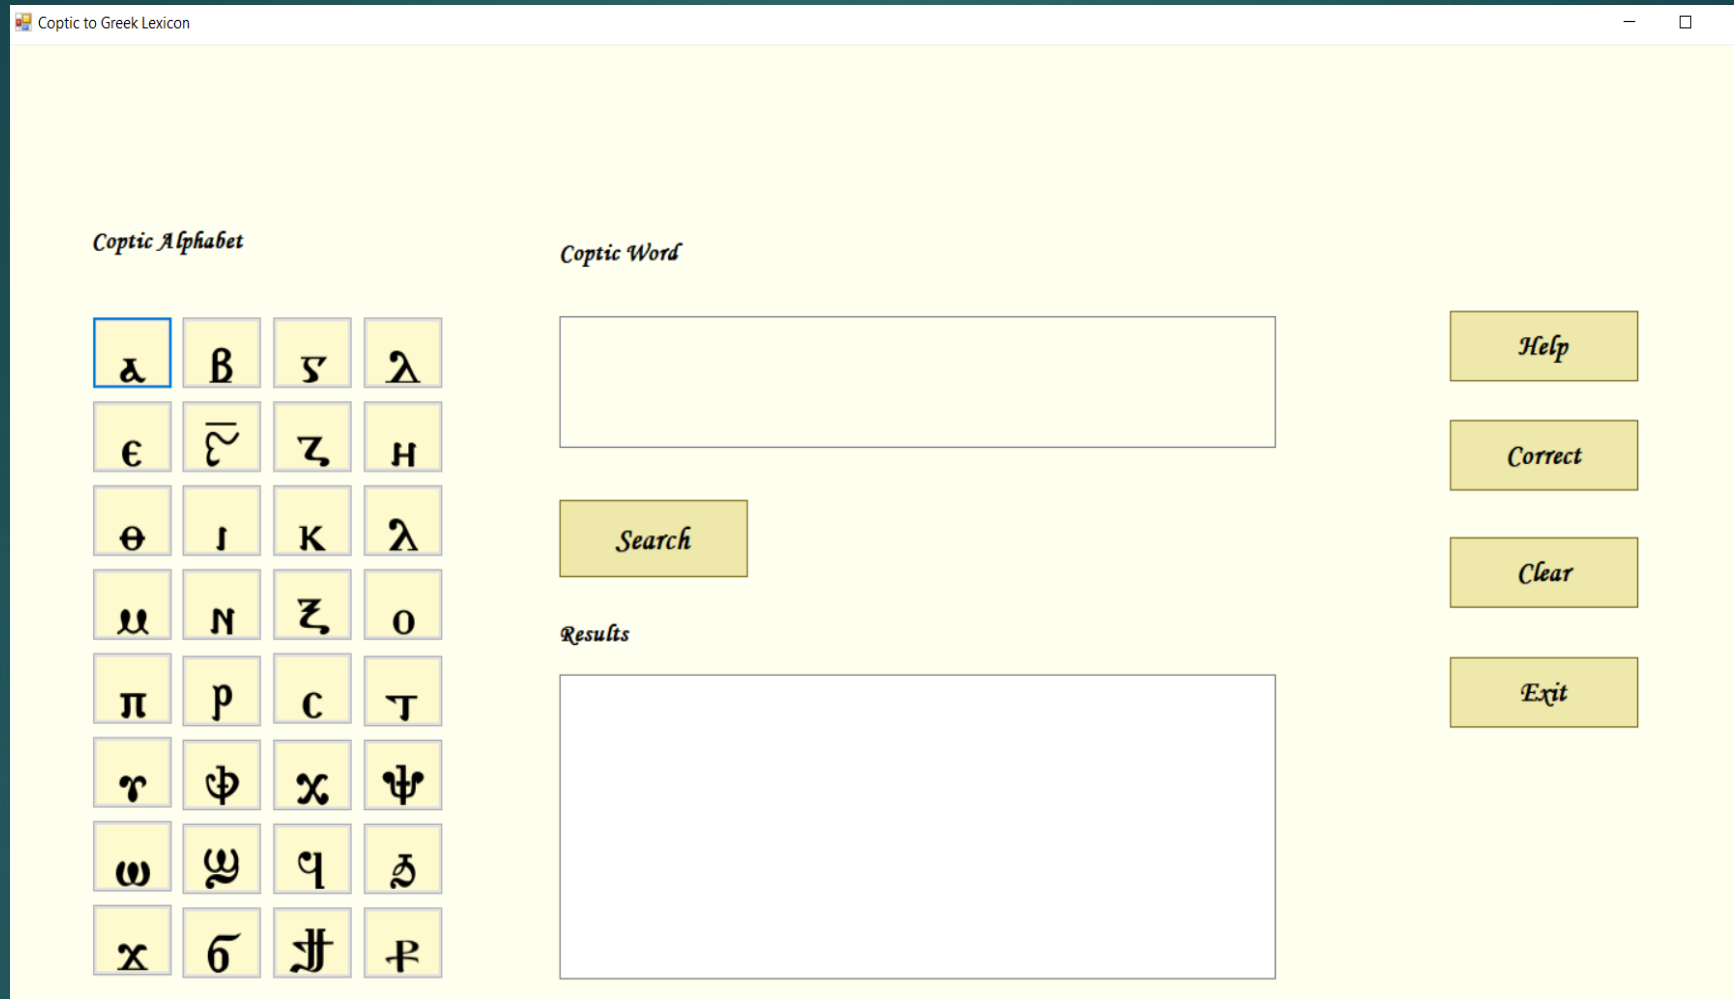 Coptic to Greek Lexicon
Coptic Alphabet
Coptic Word
ⲁ ⲃ ⲅ ⲇ
ⲉ ⲋ ⲍ ⲏ
ⲑ ⲓ ⲕ ⲗ
ⲙ ⲛ ⲝ ⲟ
ⲡ ⲣ ⲥ ⲧ
ⲩ ⲫ ⲭ ⲯ
ⲱ ϣ ϥ ϩ
ϫ ϭ ϯ ⳨
Search
Results
Help
Correct
Clear
Exit